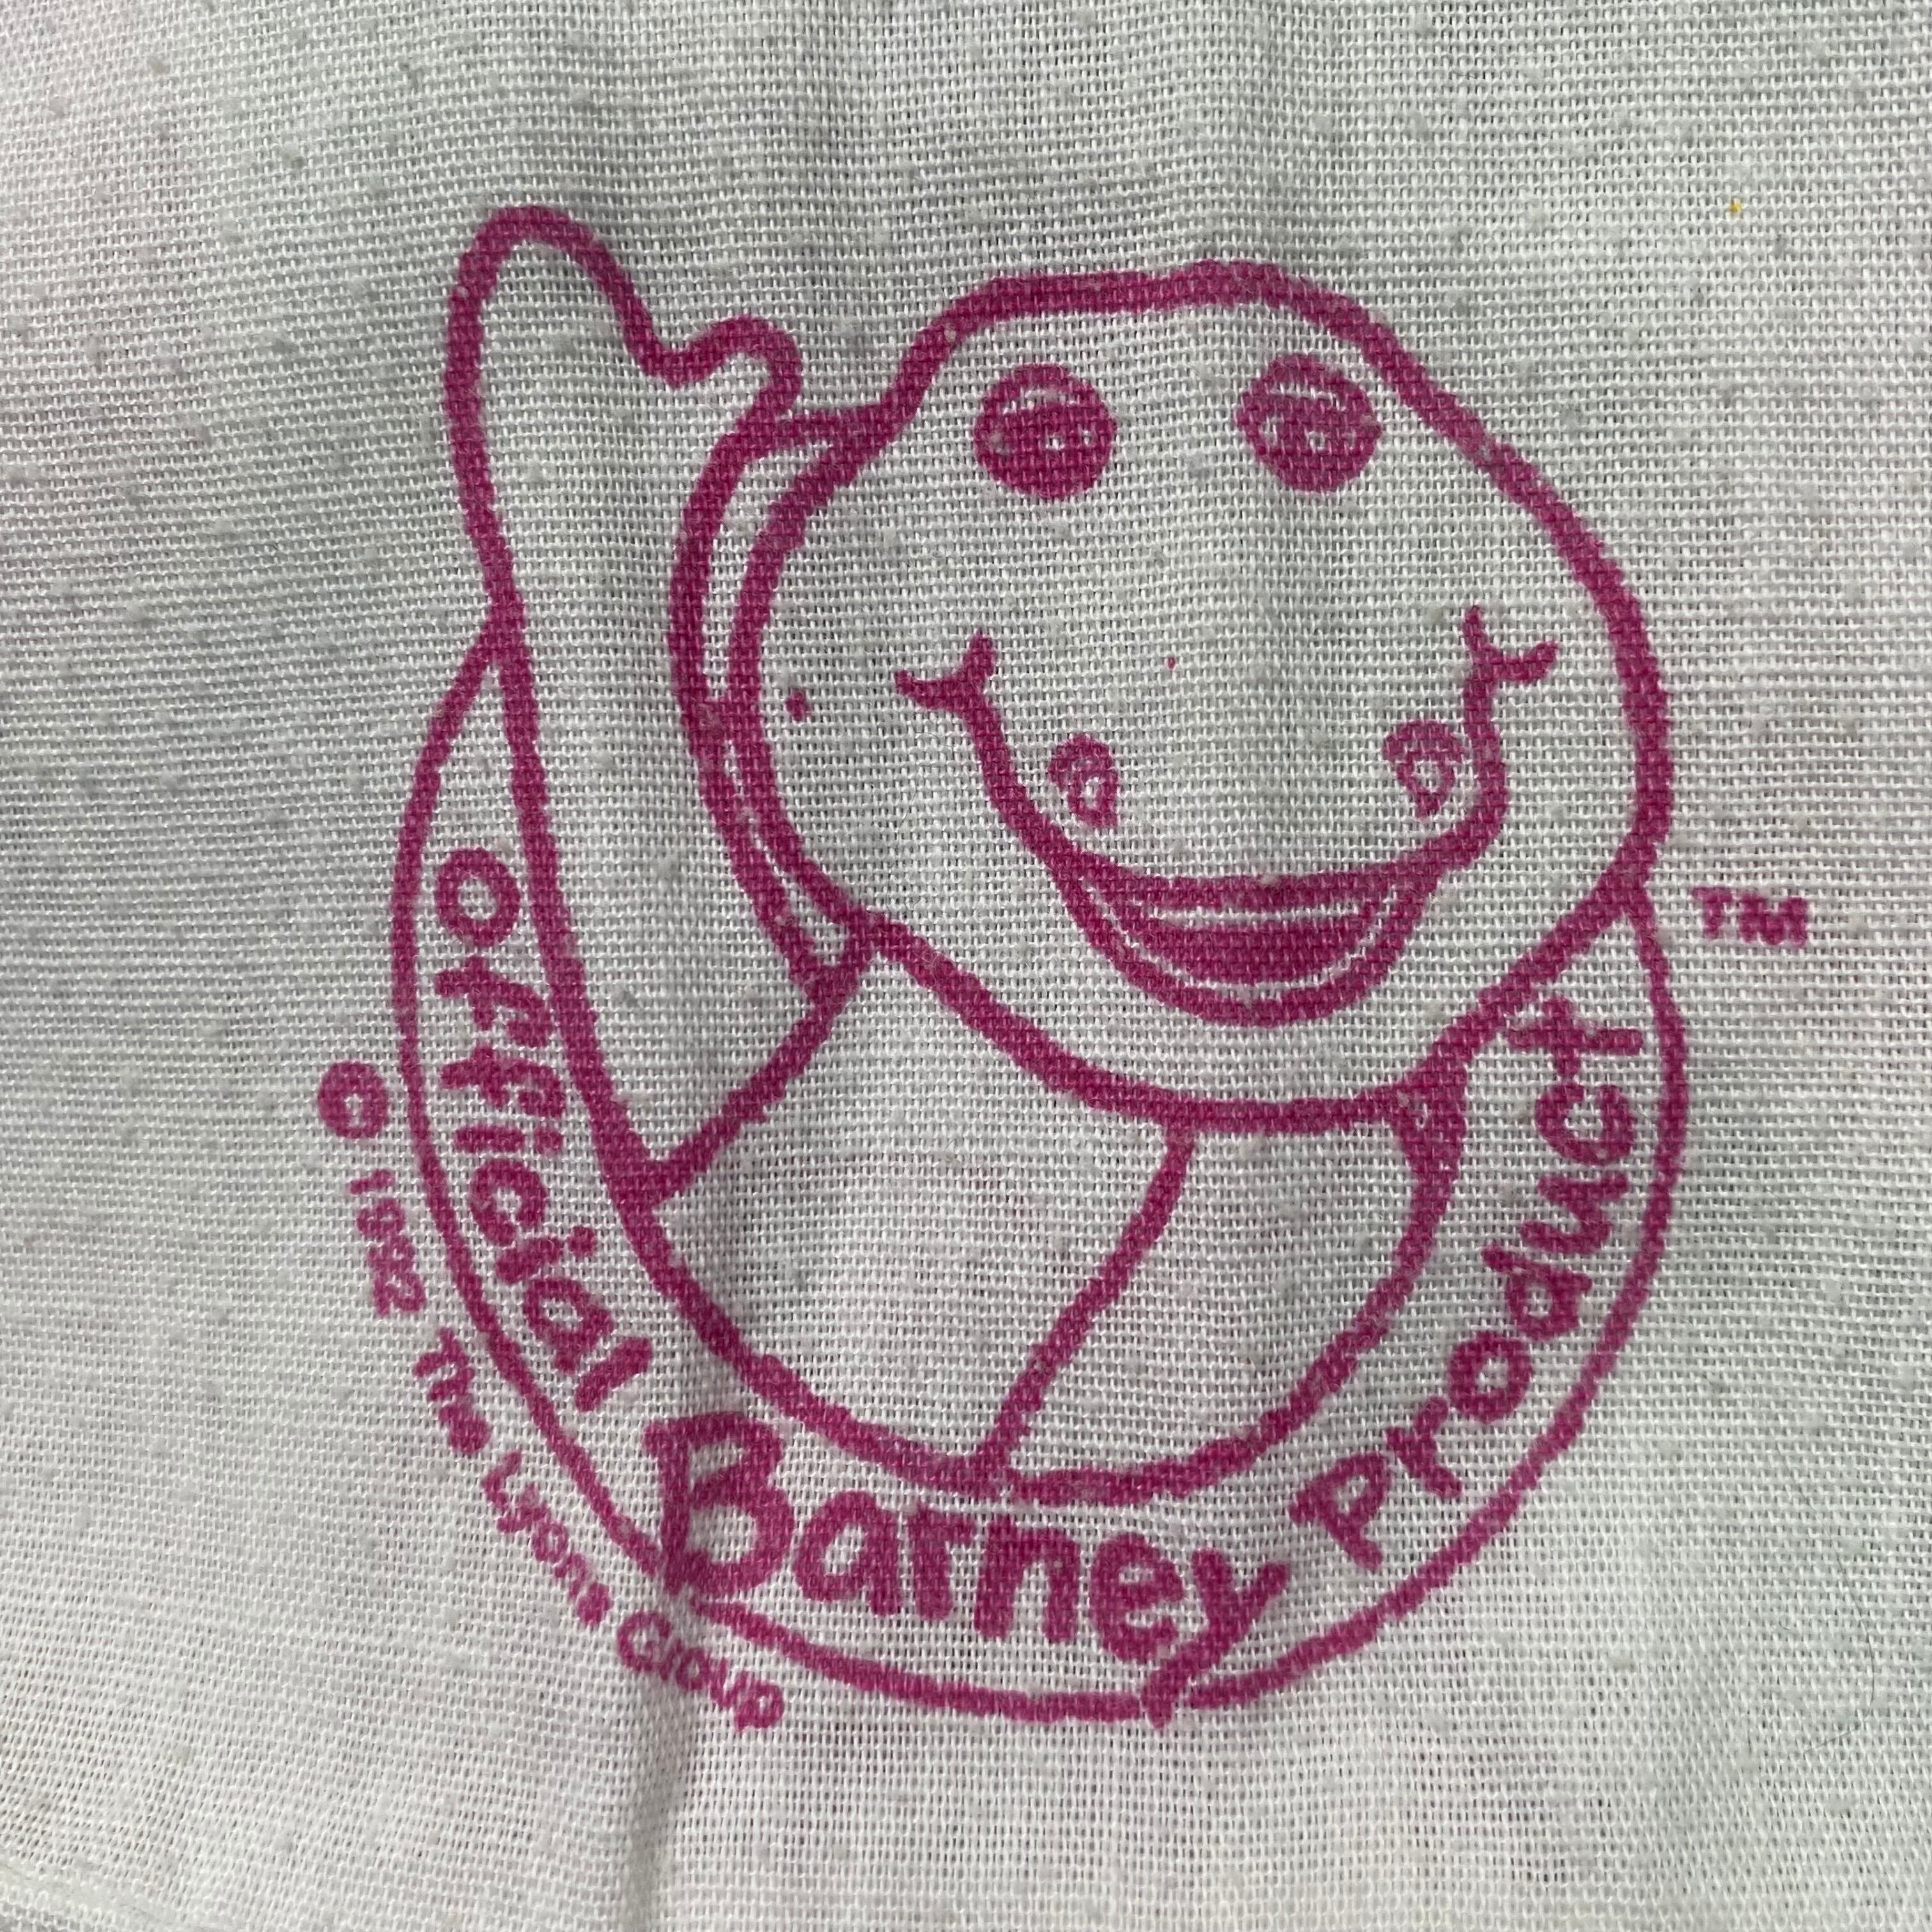 Official Barney Product
TM
© 1992 The Lyons Group